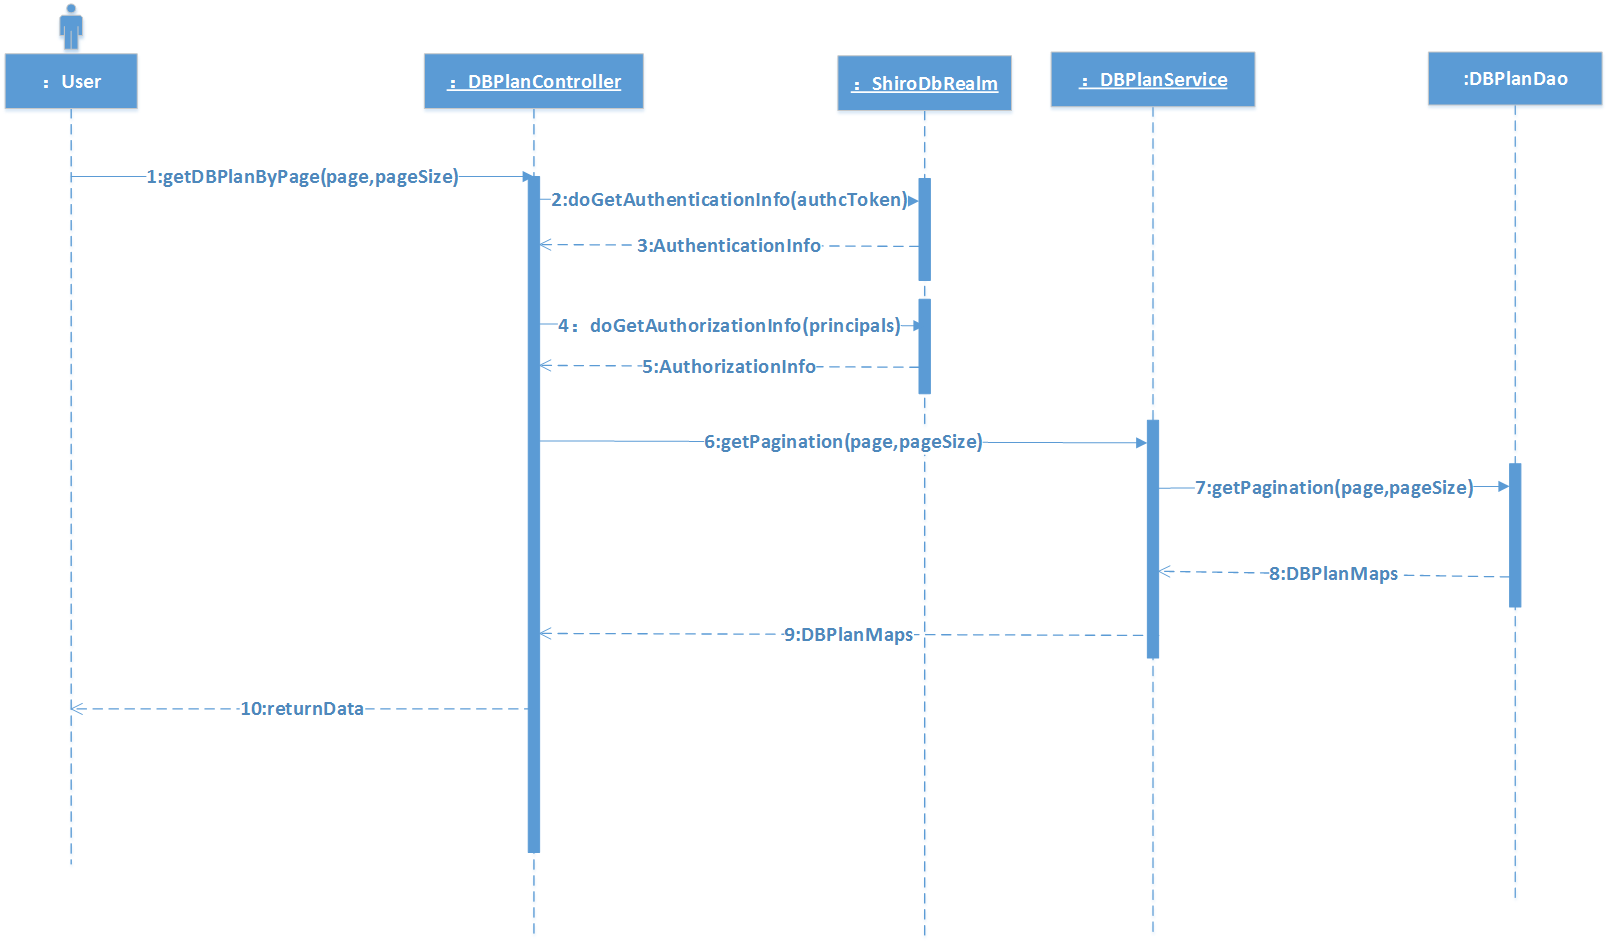 ：User
：DBPlanController
：ShiroDbRealm
：DBPlanService
:DBPlanDao
1:getDBPlanByPage(page,pageSize)
2:doGetAuthenticationInfo(authcToken)
3:AuthenticationInfo
4：doGetAuthorizationInfo(principals)
5:AuthorizationInfo
6:getPagination(page,pageSize)
7:getPagination(page,pageSize)
8:DBPlanMaps
9:DBPlanMaps
10:returnData